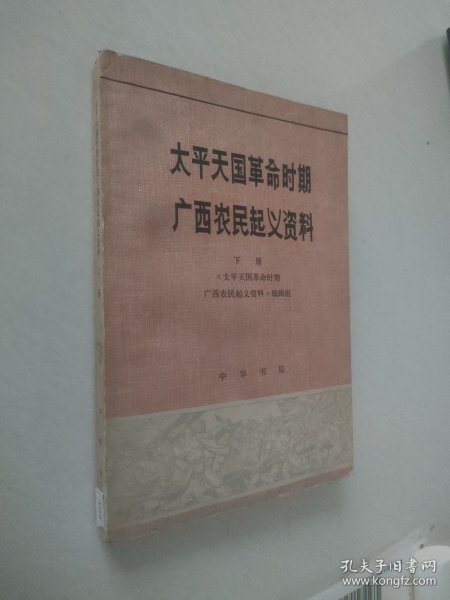 太平天国革命时期
广西农民起义资料
下 册
《太平天国革命时期
广西农民起义资料》编辑组
中华书局
孔夫子旧书网
www.kongfz.com